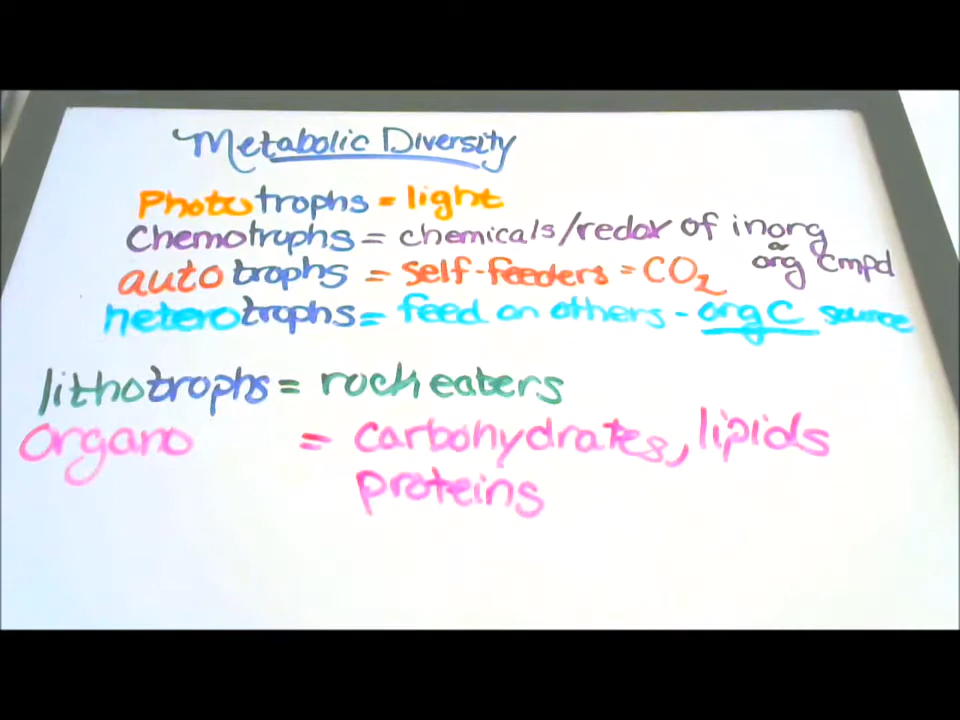 Metabolic Diversity
Phototrophs = light
Chemotrophs = chemicals/redox of inorg
or
org cmpd
autotrophs = self-feeders = CO2
heterotrophs = feed on others - org C source
lithotrophs = rock eaters
organo = carbohydrates, lipids
proteins